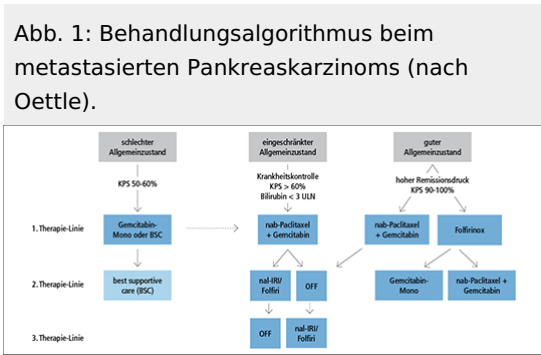 Abb. 1: Behandlungsalgorithmus beim
metastasierten Pankreaskarzinoms (nach
Oettle).
schlechter
Allgemeinzustand
eingeschränkter
Allgemeinzustand
guter
Allgemeinzustand
KPS 50-60%
Krankheitskontrolle
KPS > 60%
Bilirubin < 3 ULN
hoher Remissionsdruck
KPS 90-100%
1. Therapie-Linie
Gemcitabin-
Mono oder BSC
nab-Paclitaxel
+ Gemcitabin
nab-Paclitaxel
+ Gemcitabin
Folfirinox
2. Therapie-Linie
best supportive
care (BSC)
nal-IRI/
Folfiri
OFF
Gemcitabin-
Mono
nab-Paclitaxel +
Gemcitabin
3. Therapie-Linie
OFF
nal-IRI/
Folfiri